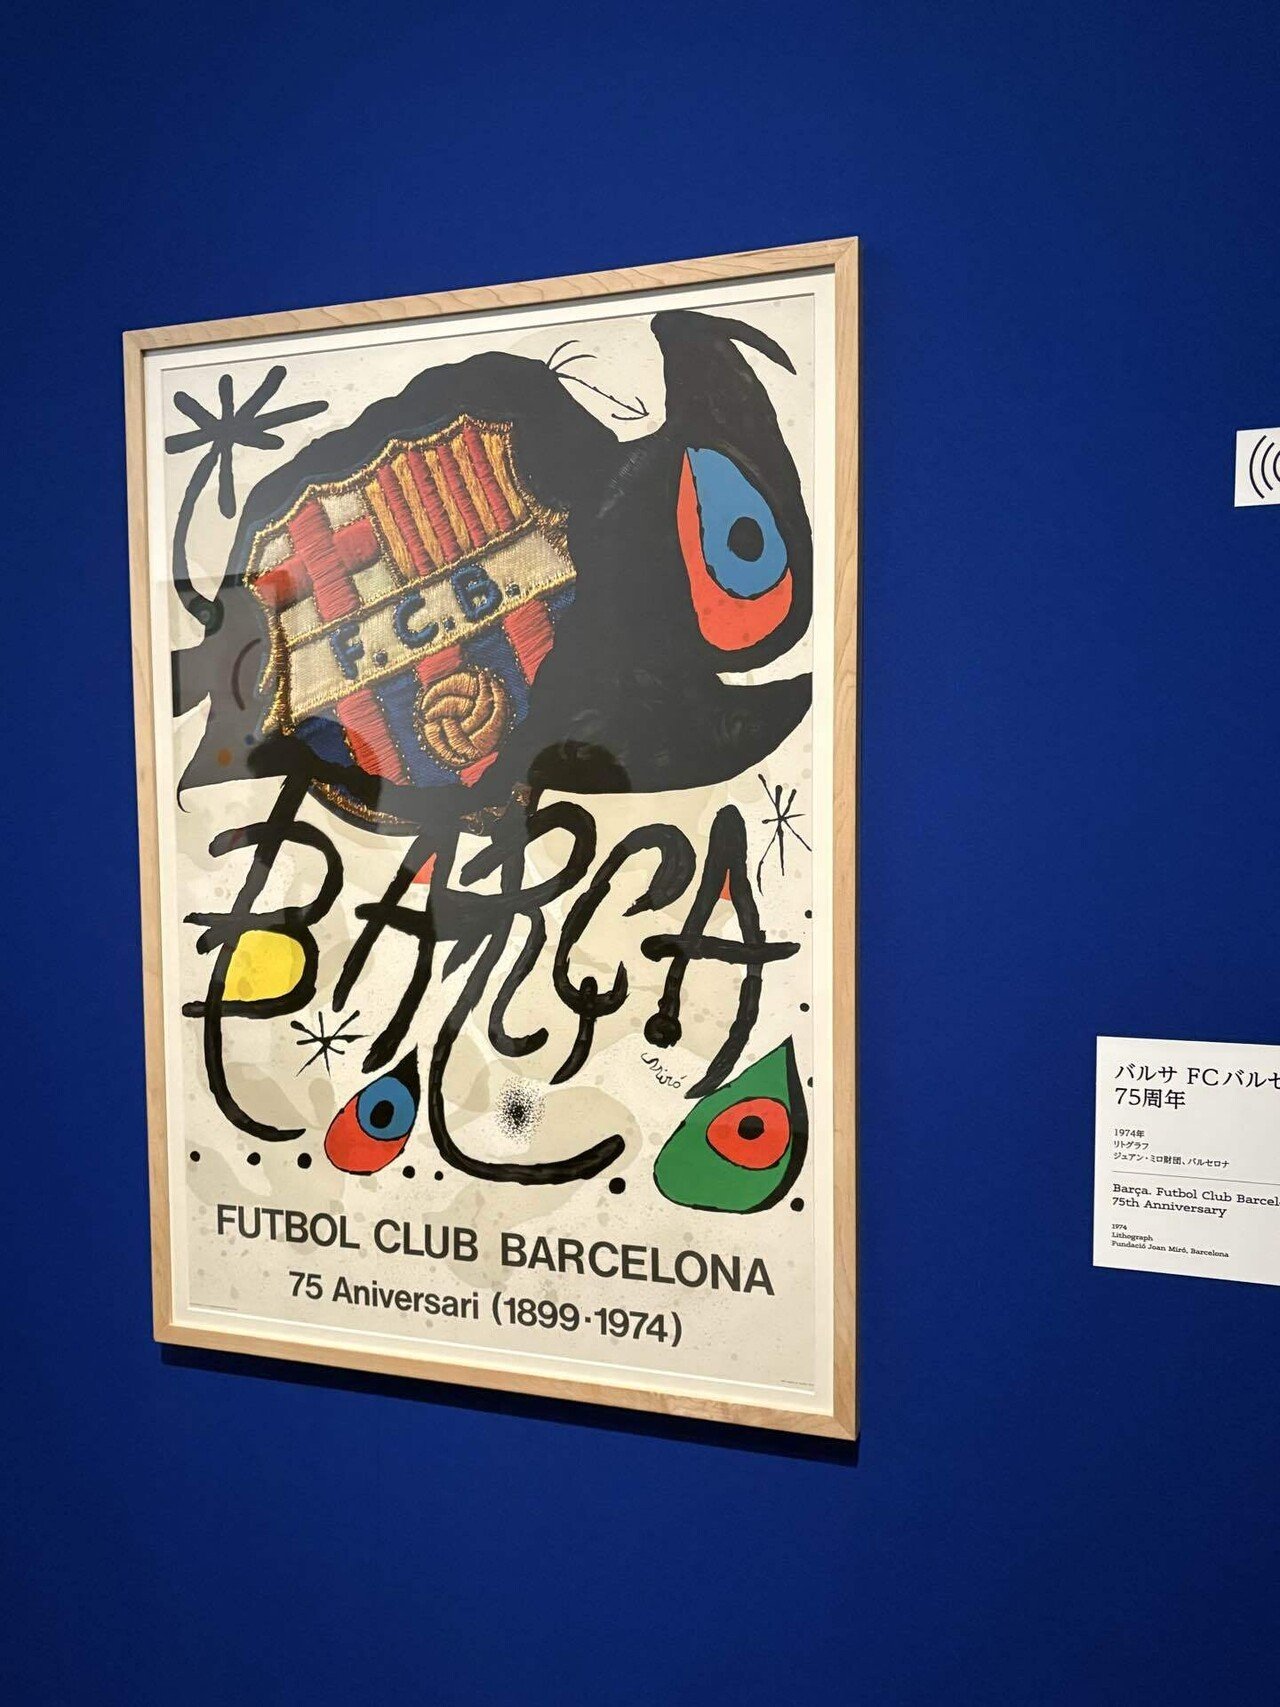 F.C.B.
BARÇA
Miró
FUTBOL CLUB BARCELONA
75 Aniversari (1899·1974)
バルサ FCバルセ
75周年
1974年
リトグラフ
ジュアン・ミロ財団、バルセロナ
Barça. Futbol Club Barcel
75th Anniversary
1974
Lithograph
Fundació Joan Miró, Barcelona